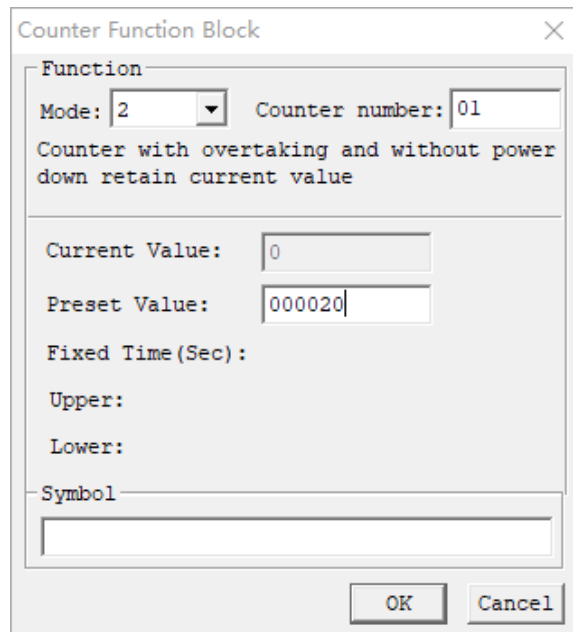 Counter Function Block
Function
Mode: 2 Counter number: 01
Counter with overtaking and without power
down retain current value
Current Value: 0
Preset Value: 000020
Fixed Time(Sec):
Upper:
Lower:
Symbol
OK Cancel